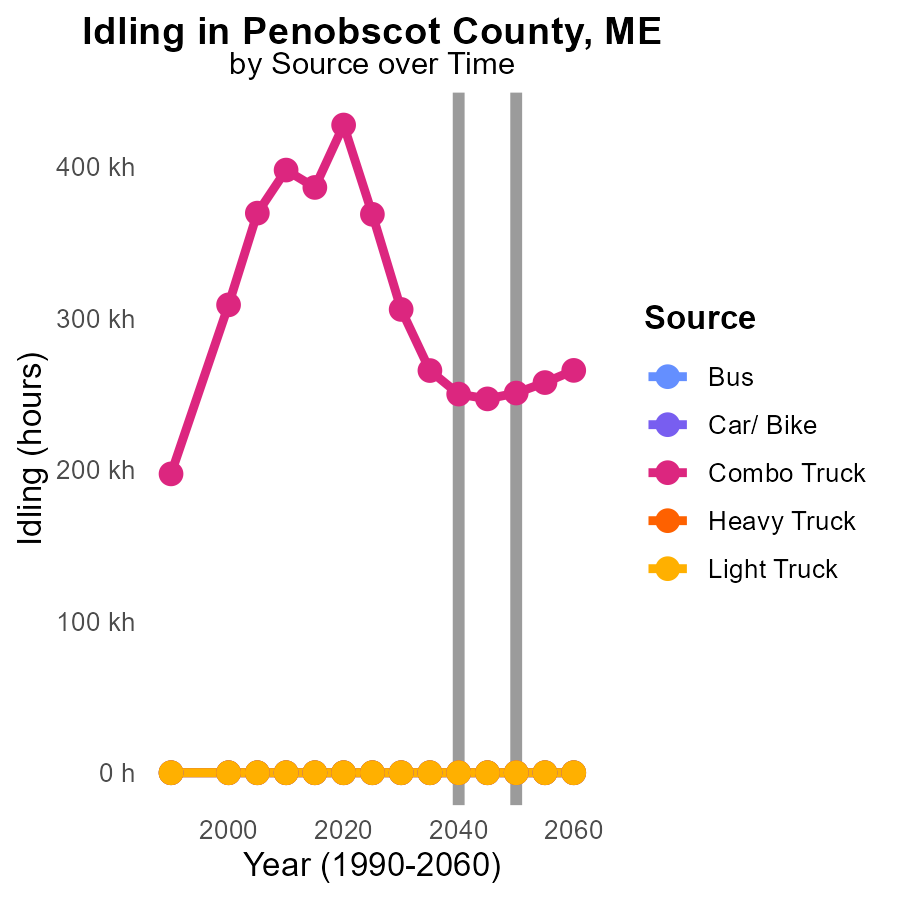 Idling in Penobscot County, ME
by Source over Time
400 kh
300 kh
200 kh
100 kh
0 h
Idling (hours)
2000 2020 2040 2060
Year (1990-2060)
Source
Bus
Car/ Bike
Combo Truck
Heavy Truck
Light Truck